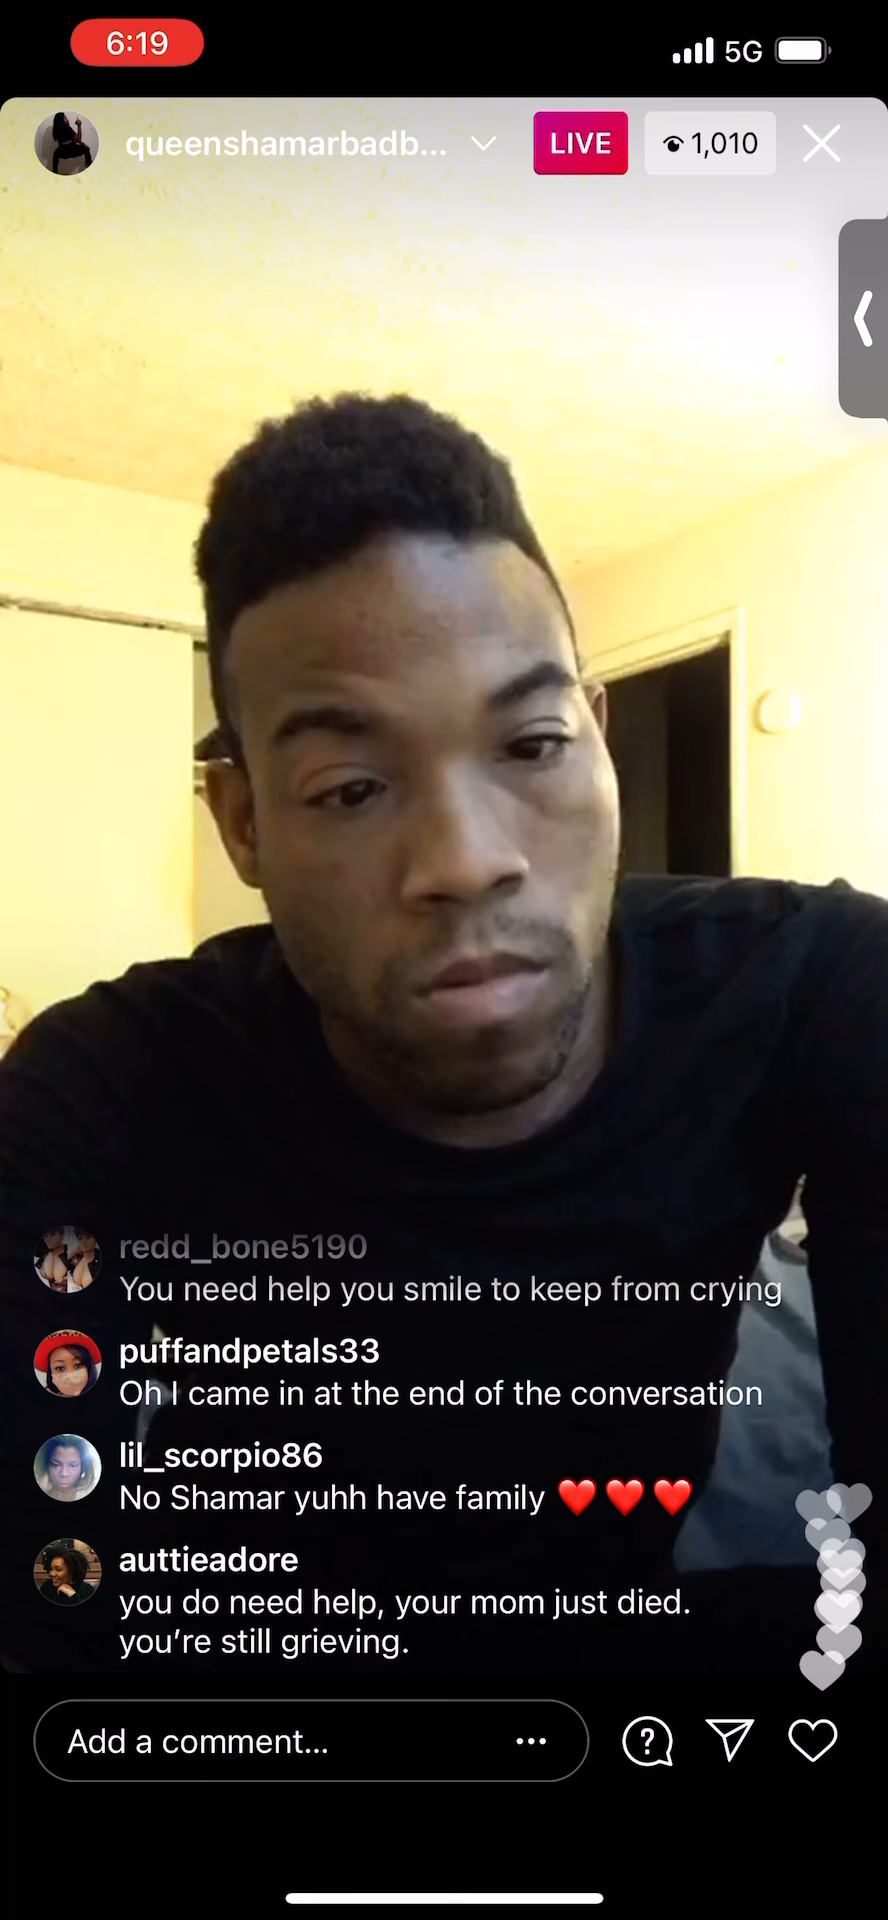 6:19
5G
queenshamarbadb...
LIVE
1,010
redd_bone5190
You need help you smile to keep from crying
puffandpetals33
Oh I came in at the end of the conversation
lil_scorpio86
No Shamar yuhh have family ❤️❤️❤️
auttieadore
you do need help, your mom just died.
you’re still grieving.
Add a comment...